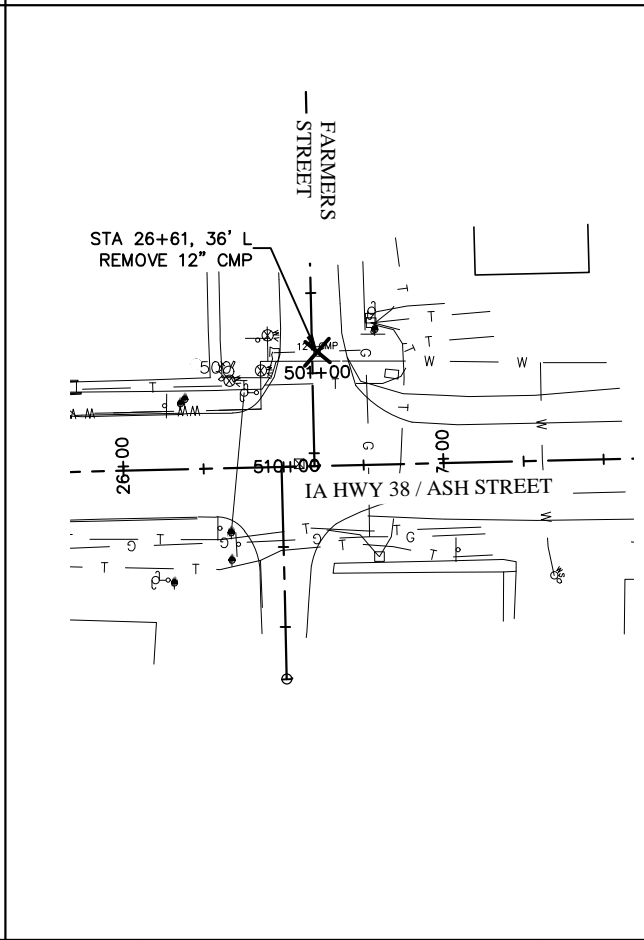 FARMERS
STREET
STA 26+61, 36' L
REMOVE 12" CMP
T
T
T
G
W
W
501+00
T
W
T
26+00
510+00
7+00
T
G
IA HWY 38 / ASH STREET
W
T
G
T
T
G
T
G
T
T
T
T